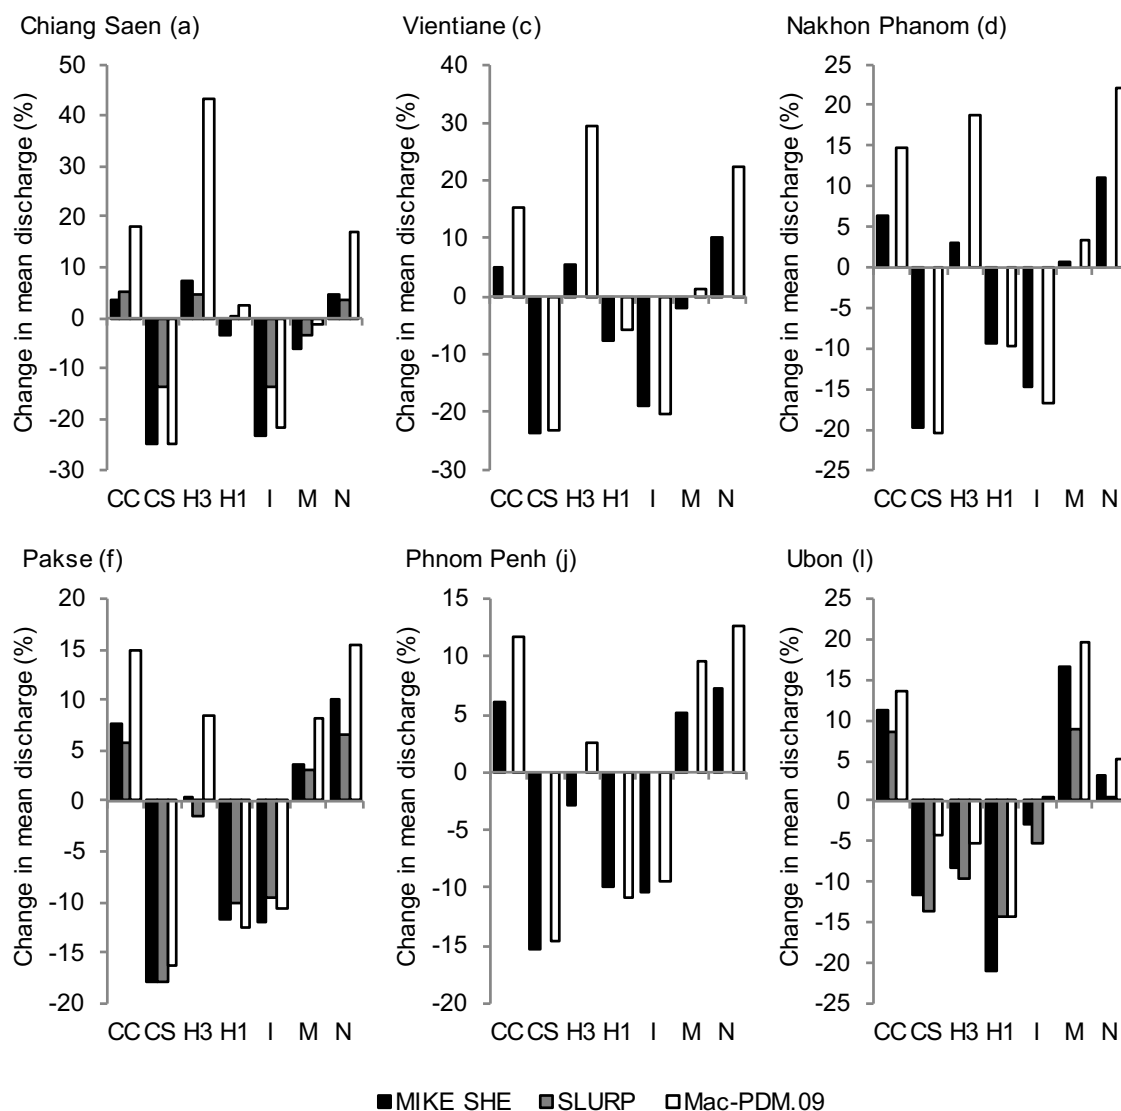 Chiang Saen (a)
Change in mean discharge (%)
50
40
30
20
10
0
-10
-20
-30
CC CS H3 H1 I M N
Vientiane (c)
Change in mean discharge (%)
40
30
20
10
0
-10
-20
-30
CC CS H3 H1 I M N
Nakhon Phanom (d)
Change in mean discharge (%)
25
20
15
10
5
0
-5
-10
-15
-20
-25
CC CS H3 H1 I M N
Pakse (f)
Change in mean discharge (%)
20
15
10
5
0
-5
-10
-15
-20
CC CS H3 H1 I M N
Phnom Penh (j)
Change in mean discharge (%)
15
10
5
0
-5
-10
-15
-20
CC CS H3 H1 I M N
Ubon (l)
Change in mean discharge (%)
25
20
15
10
5
0
-5
-10
-15
-20
-25
CC CS H3 H1 I M N
MIKE SHE SLURP Mac-PDM.09